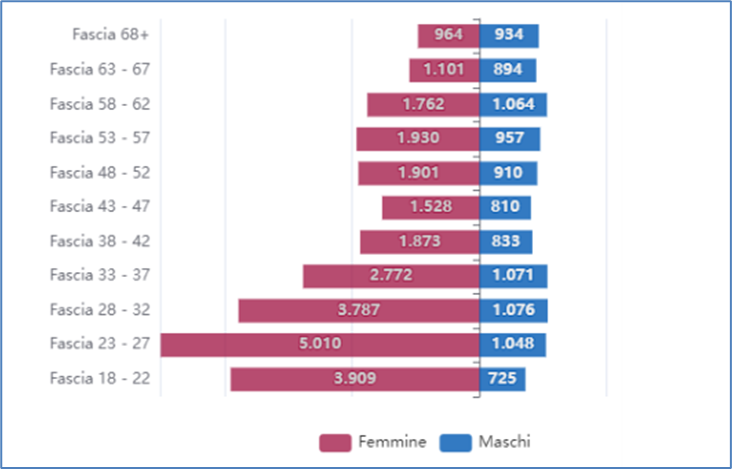 Fascia 68+ 964 934
Fascia 63 - 67 1.101 894
Fascia 58 - 62 1.762 1.064
Fascia 53 - 57 1.930 957
Fascia 48 - 52 1.901 910
Fascia 43 - 47 1.528 810
Fascia 38 - 42 1.873 833
Fascia 33 - 37 2.772 1.071
Fascia 28 - 32 3.787 1.076
Fascia 23 - 27 5.010 1.048
Fascia 18 - 22 3.909 725
Femmine Maschi